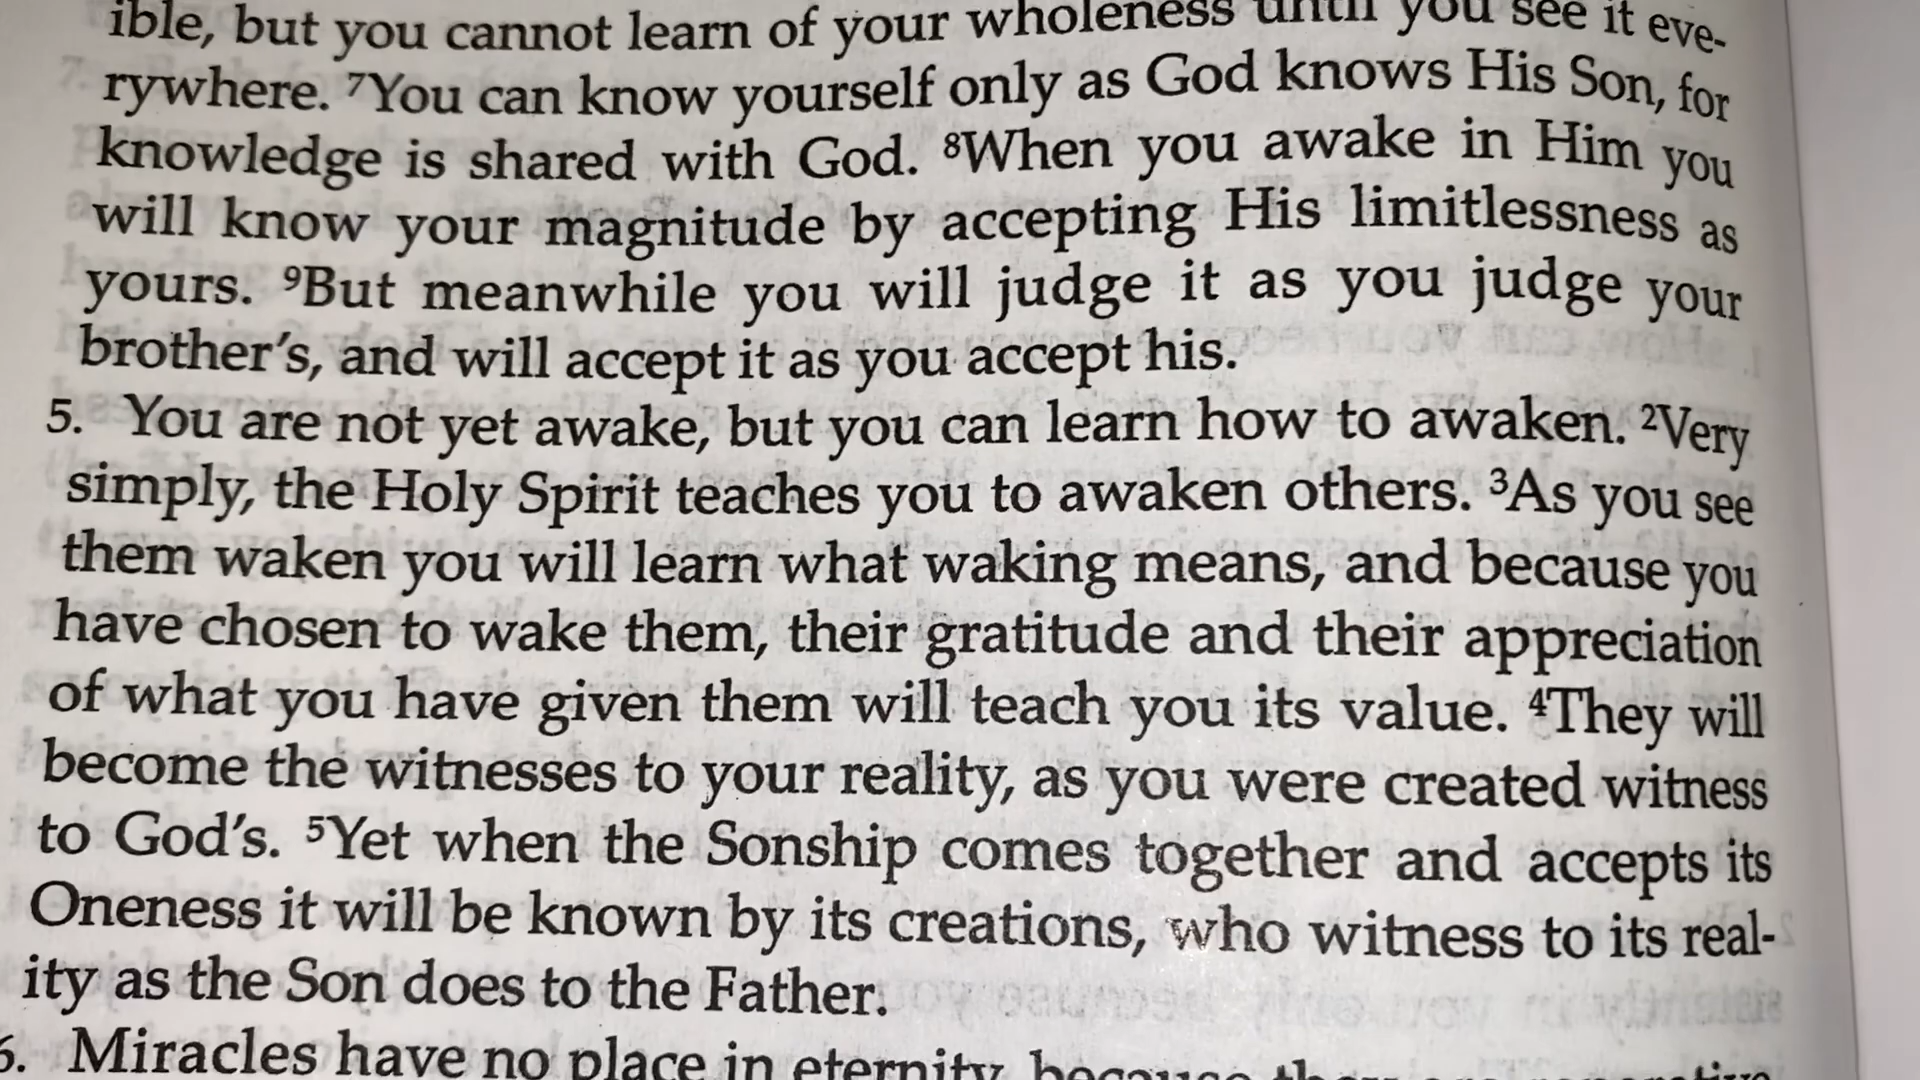 ible, but you cannot learn of your wholeness until you see it eve-
rywhere. ⁷You can know yourself only as God knows His Son, for
knowledge is shared with God. ⁸When you awake in Him you
will know your magnitude by accepting His limitlessness as
yours. ⁹But meanwhile you will judge it as you judge your
brother's, and will accept it as you accept his.
5. You are not yet awake, but you can learn how to awaken. ²Very
simply, the Holy Spirit teaches you to awaken others. ³As you see
them waken you will learn what waking means, and because you
have chosen to wake them, their gratitude and their appreciation
of what you have given them will teach you its value. ⁴They will
become the witnesses to your reality, as you were created witness
to God's. ⁵Yet when the Sonship comes together and accepts its
Oneness it will be known by its creations, who witness to its real-
ity as the Son does to the Father.
6. Miracles have no place in eternity, because they are